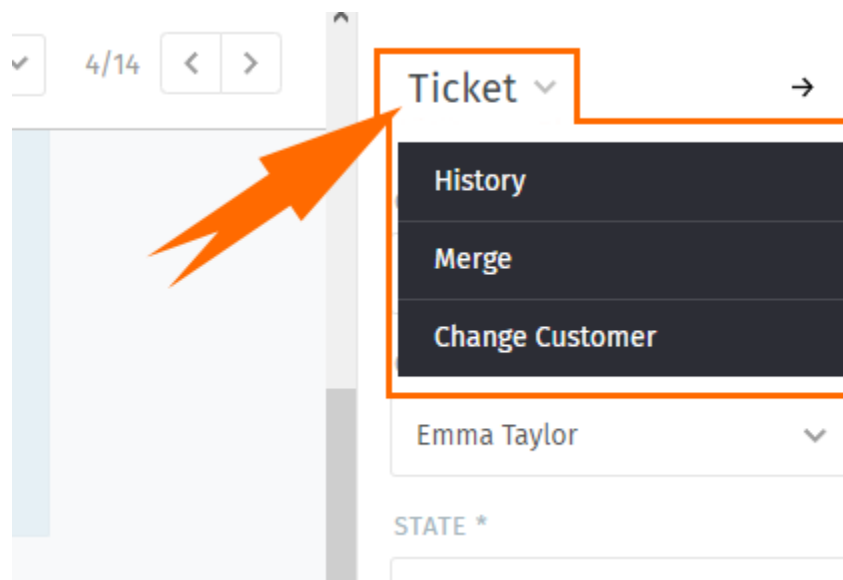 4/14
Ticket
History
Merge
Change Customer
Emma Taylor
STATE *